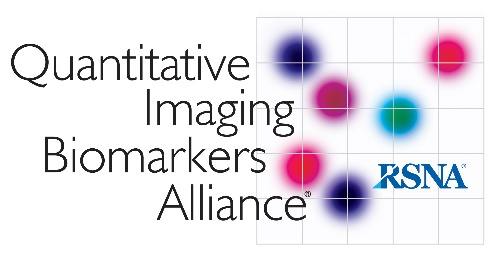 Quantitative
Imaging
Biomarkers
Alliance®
RSNA®